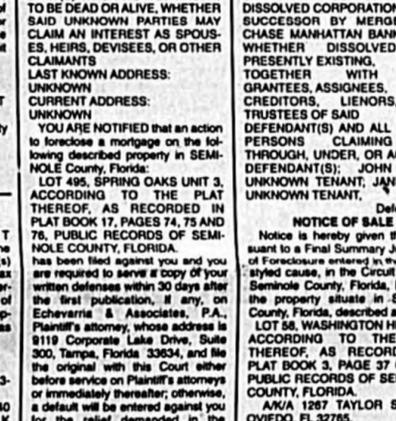 TO BE DEAD OR ALIVE, WHETHER
SAID UNKNOWN PARTIES MAY
CLAIM AN INTEREST AS SPOUS-
ES, HEIRS, DEVISEES, OR OTHER
CLAIMANTS
LAST KNOWN ADDRESS:
UNKNOWN
CURRENT ADDRESS:
UNKNOWN
YOU ARE NOTIFIED that an action
to foreclose a mortgage on the fol-
lowing described property in SEMI-
NOLE County, Florida:
LOT 495, SPRING OAKS UNIT 3,
ACCORDING TO THE PLAT
THEREOF, AS RECORDED IN
PLAT BOOK 17, PAGES 74, 75 AND
76, PUBLIC RECORDS OF SEMI-
NOLE COUNTY, FLORIDA.
has been filed against you and you
are required to serve a copy of your
written defenses within 30 days after
the first publication, if any, on
Echevarria & Associates, P.A.,
Plaintiff's attorney, whose address is
9119 Corporate Lake Drive, Suite
300, Tampa, Florida 33634, and file
the original with this Court either
before service on Plaintiff's attorneys
or immediately thereafter; otherwise,
a default will be entered against you
for the relief demanded in the
DISSOLVED CORPORATION
SUCCESSOR BY MERGE
CHASE MANHATTAN BANK
WHETHER DISSOLVED
PRESENTLY EXISTING,
TOGETHER WITH
GRANTEES, ASSIGNEES,
CREDITORS, LIENORS,
TRUSTEES OF SAID
DEFENDANT(S) AND ALL
PERSONS CLAIMING
THROUGH, UNDER, OR A
DEFENDANT(S); JOHN
UNKNOWN TENANT; JAN
UNKNOWN TENANT,
Def
NOTICE OF SALE
Notice is hereby given th
suant to a Final Summary J
of Foreclosure entered in the
styled cause, in the Circuit
Seminole County, Florida,
the property situate in S
County, Florida, described a
LOT 58, WASHINGTON H
ACCORDING TO THE
THEREOF, AS RECOR
PLAT BOOK 3, PAGE 37
PUBLIC RECORDS OF SE
COUNTY, FLORIDA.
A/K/A 1267 TAYLOR S
OVIEDO, FL 32765